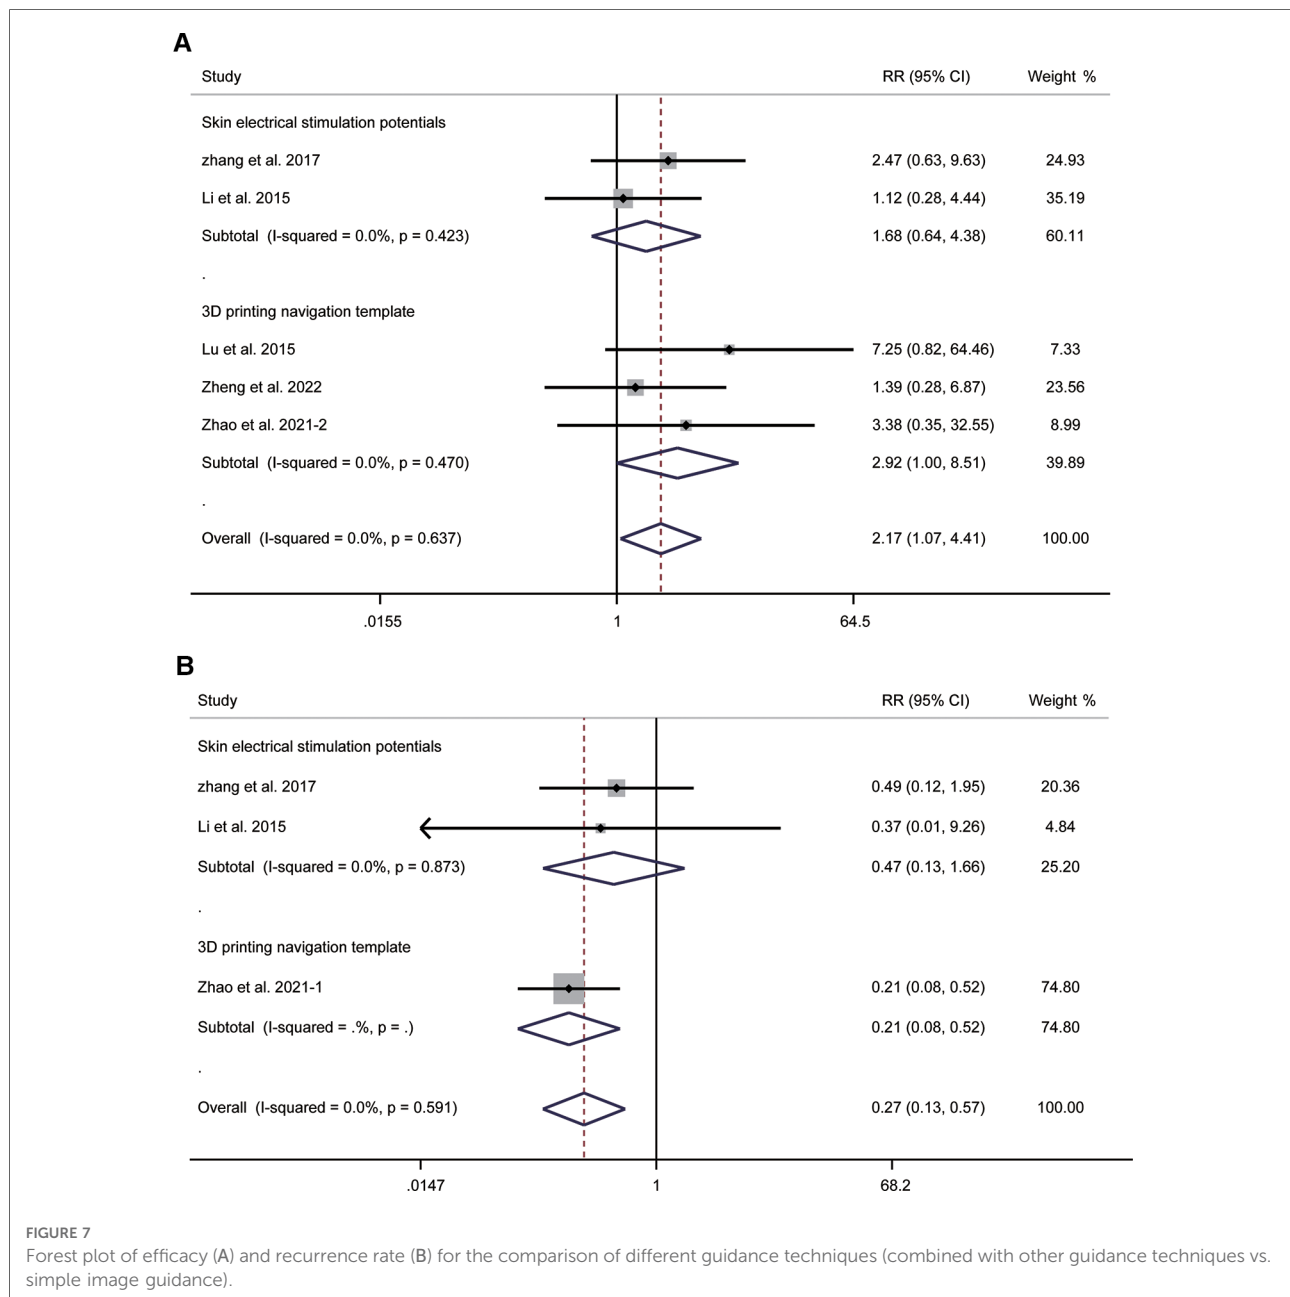 A
Study RR (95% CI) Weight %
Skin electrical stimulation potentials
zhang et al. 2017 2.47 (0.63, 9.63) 24.93
Li et al. 2015 1.12 (0.28, 4.44) 35.19
Subtotal (I-squared = 0.0%, p = 0.423) 1.68 (0.64, 4.38) 60.11
.
3D printing navigation template
Lu et al. 2015 7.25 (0.82, 64.46) 7.33
Zheng et al. 2022 1.39 (0.28, 6.87) 23.56
Zhao et al. 2021-2 3.38 (0.35, 32.55) 8.99
Subtotal (I-squared = 0.0%, p = 0.470) 2.92 (1.00, 8.51) 39.89
.
Overall (I-squared = 0.0%, p = 0.637) 2.17 (1.07, 4.41) 100.00
.0155 1 64.5
B
Study RR (95% CI) Weight %
Skin electrical stimulation potentials
zhang et al. 2017 0.49 (0.12, 1.95) 20.36
Li et al. 2015 0.37 (0.01, 9.26) 4.84
Subtotal (I-squared = 0.0%, p = 0.873) 0.47 (0.13, 1.66) 25.20
.
3D printing navigation template
Zhao et al. 2021-1 0.21 (0.08, 0.52) 74.80
Subtotal (I-squared = .%, p = .) 0.21 (0.08, 0.52) 74.80
.
Overall (I-squared = 0.0%, p = 0.591) 0.27 (0.13, 0.57) 100.00
.0147 1 68.2
FIGURE 7
Forest plot of efficacy (A) and recurrence rate (B) for the comparison of different guidance techniques (combined with other guidance techniques vs.
simple image guidance).